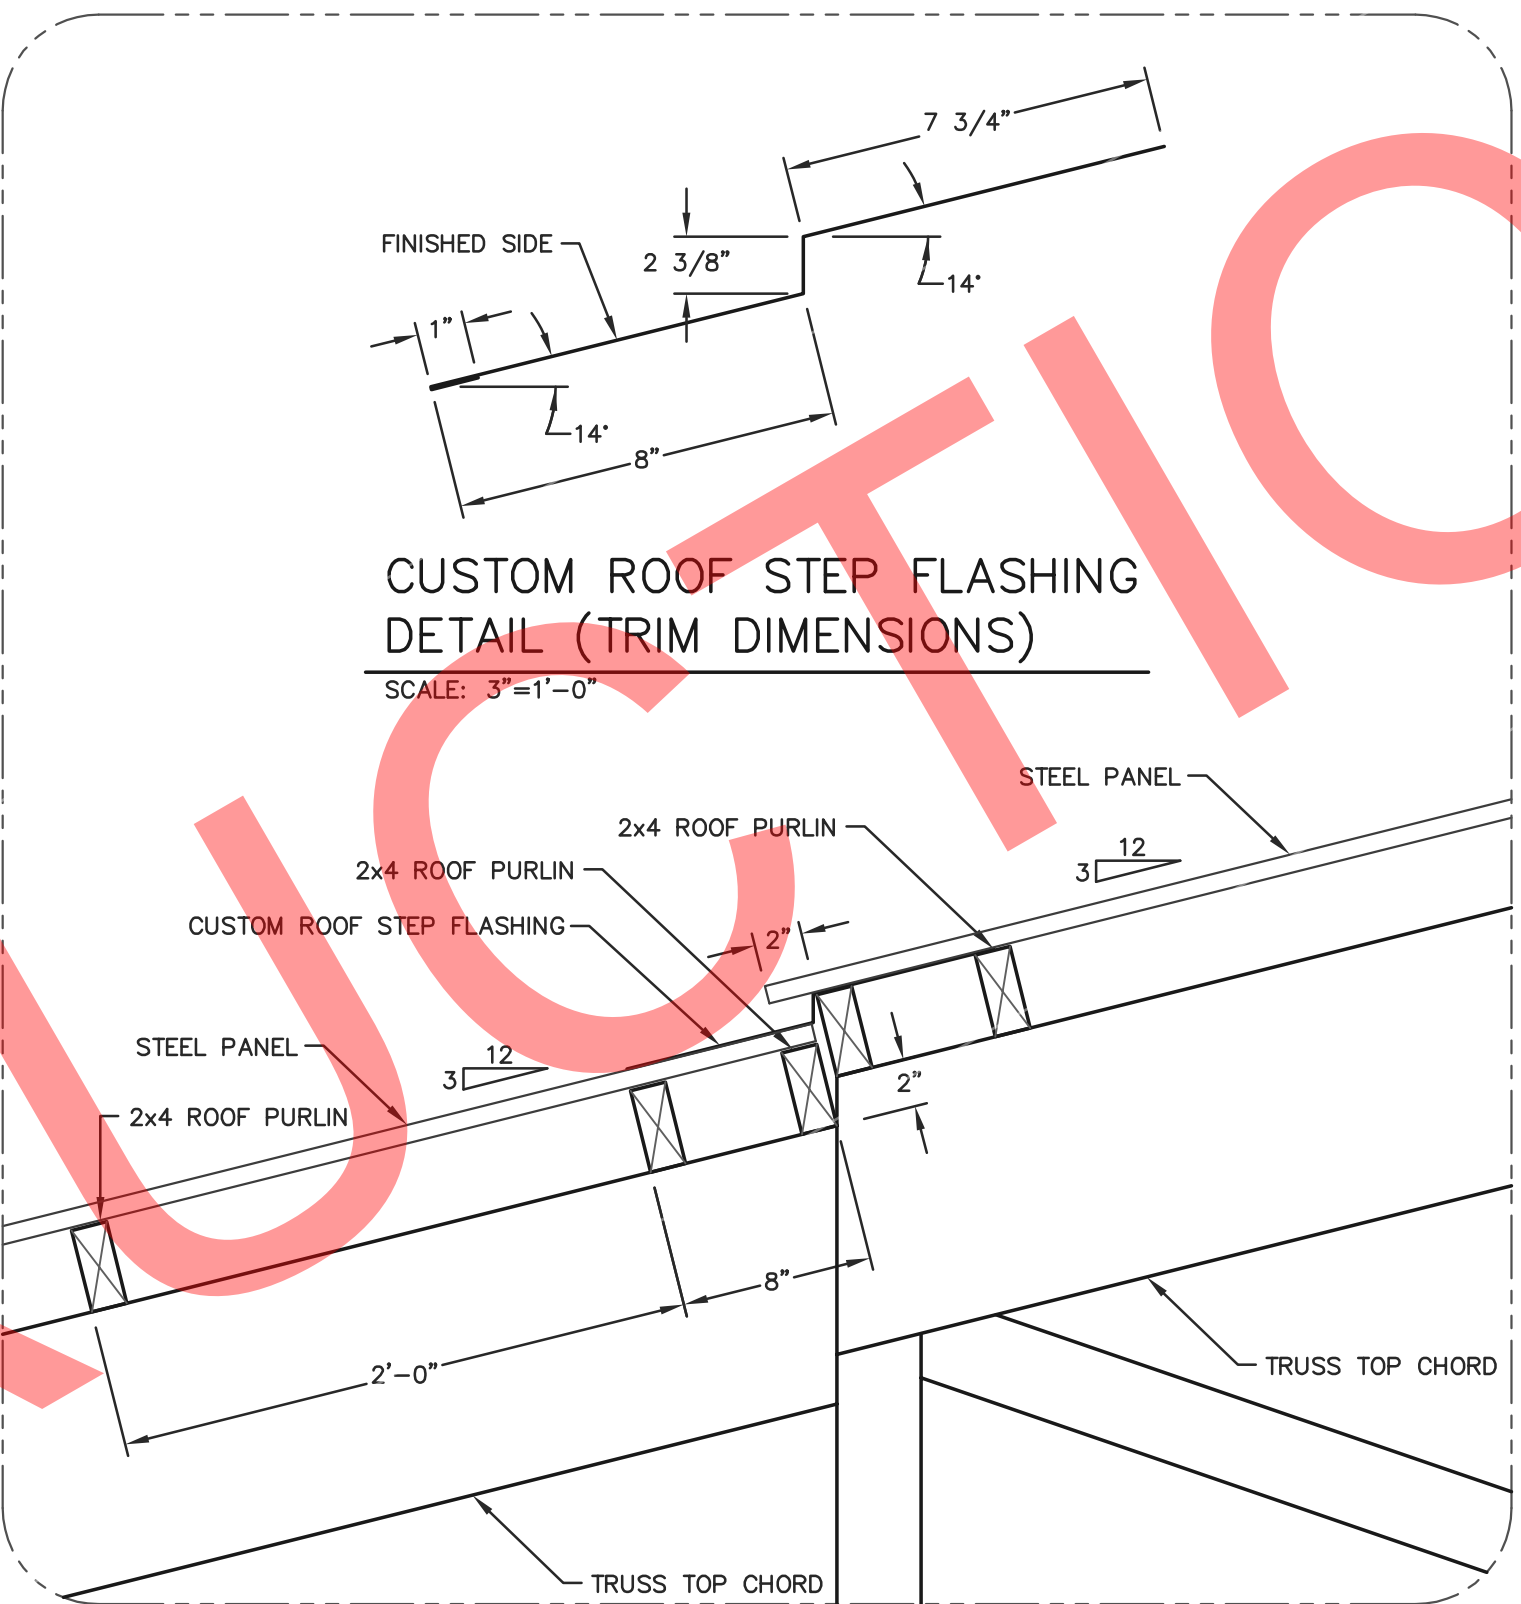 7 3/4”
FINISHED SIDE
2 3/8”
14°
1”
14°
8”
CUSTOM ROOF STEP FLASHING
DETAIL (TRIM DIMENSIONS)
SCALE: 3”=1’-0”
STEEL PANEL
2x4 ROOF PURLIN
12
3
2x4 ROOF PURLIN
CUSTOM ROOF STEP FLASHING
2”
STEEL PANEL
12
3
2”
2x4 ROOF PURLIN
8”
2’-0”
TRUSS TOP CHORD
TRUSS TOP CHORD
UCTIO